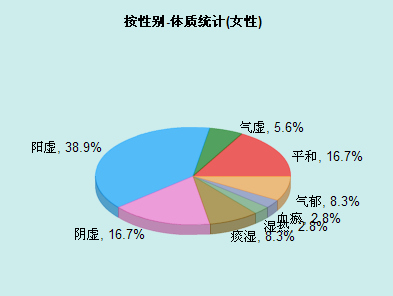 按性别-体质统计(女性)
气虚, 5.6%
阳虚, 38.9%
平和, 16.7%
气郁, 8.3%
血瘀, 2.8%
湿热, 2.8%
阴虚, 16.7%
痰湿, 8.3%